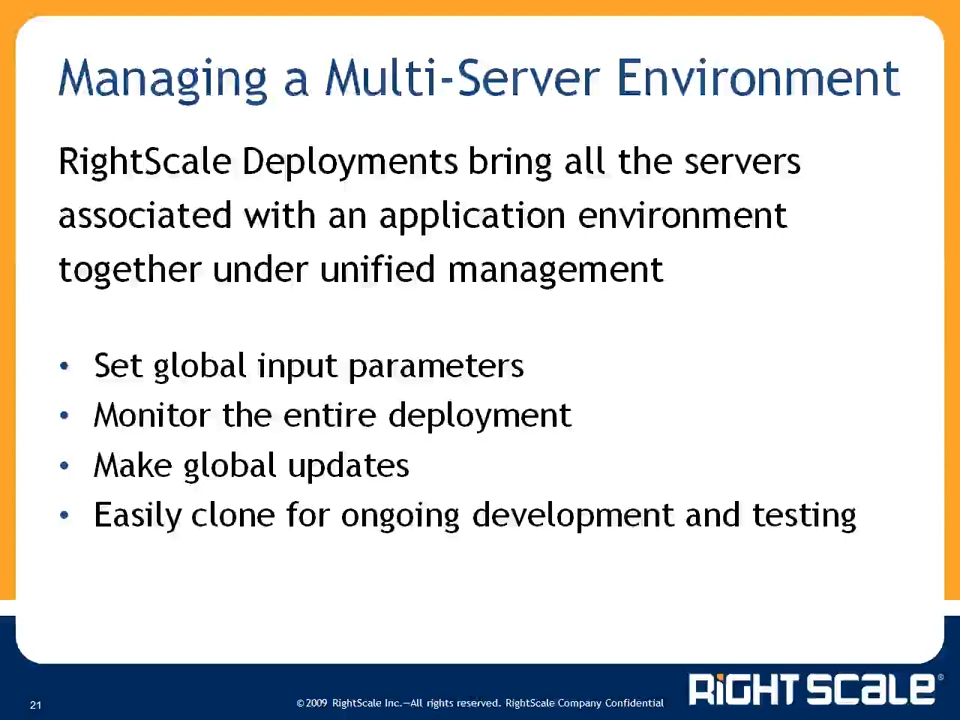 Managing a Multi-Server Environment
RightScale Deployments bring all the servers
associated with an application environment
together under unified management
• Set global input parameters
• Monitor the entire deployment
• Make global updates
• Easily clone for ongoing development and testing
21
©2009 RightScale Inc.—All rights reserved. RightScale Company Confidential
RIGHT SCALE®